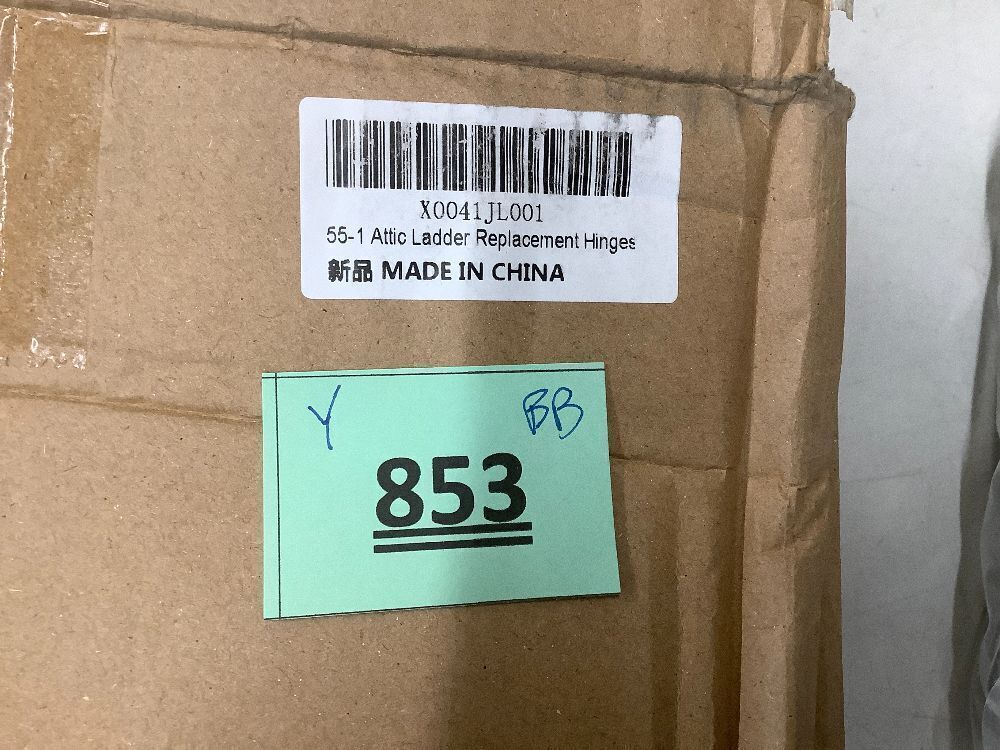 X0041JL001
55-1 Attic Ladder Replacement Hinges
新品 MADE IN CHINA
Y BB
853